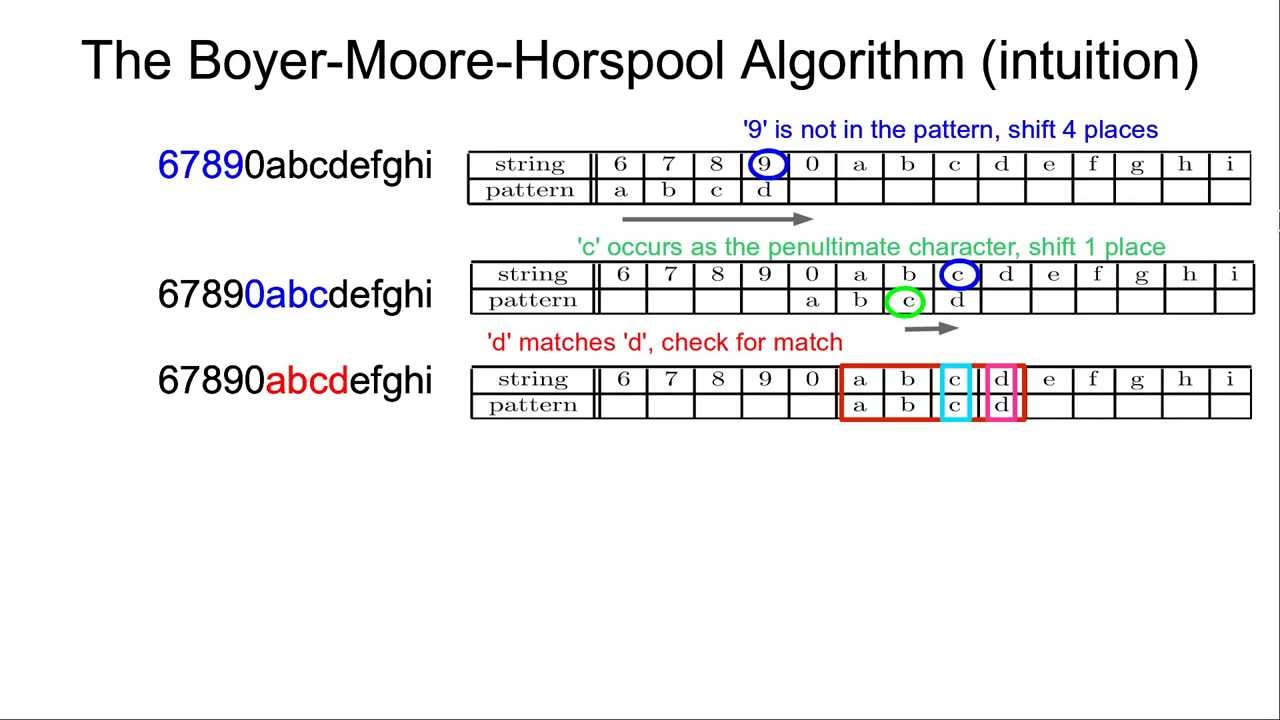 The Boyer-Moore-Horspool Algorithm (intuition)
'9' is not in the pattern, shift 4 places
67890abcdefghi
string 6 7 8 9 0 a b c d e f g h i
pattern a b c d
'c' occurs as the penultimate character, shift 1 place
67890abcdefghi
string 6 7 8 9 0 a b c d e f g h i
pattern a b c d
'd' matches 'd', check for match
67890abcdefghi
string 6 7 8 9 0 a b c d e f g h i
pattern a b c d